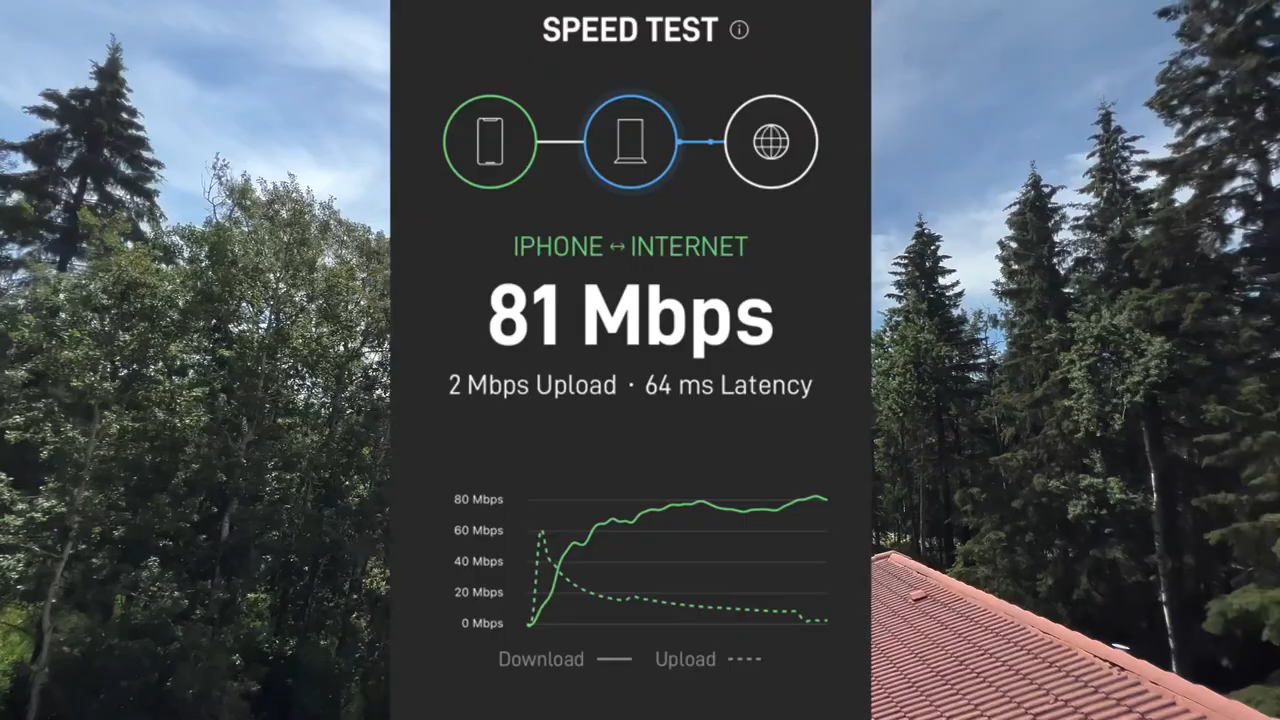 SPEED TEST
IPHONE ↔ INTERNET
81 Mbps
2 Mbps Upload · 64 ms Latency
80 Mbps
60 Mbps
40 Mbps
20 Mbps
0 Mbps
Download
Upload